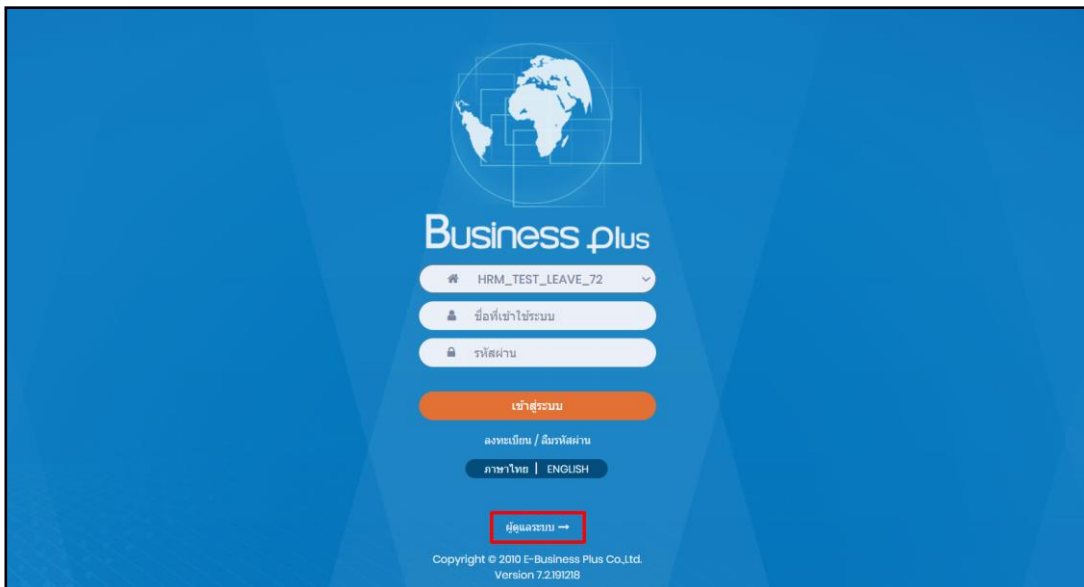 Business Plus
HRM_TEST_LEAVE_72
ชื่อที่เข้าใช้ระบบ
รหัสผ่าน
เข้าสู่ระบบ
ลงทะเบียน / ลืมรหัสผ่าน
ภาษาไทย | ENGLISH
ผู้ดูแลระบบ →
Copyright © 2010 E-Business Plus Co.,Ltd.
Version 7.2.191218